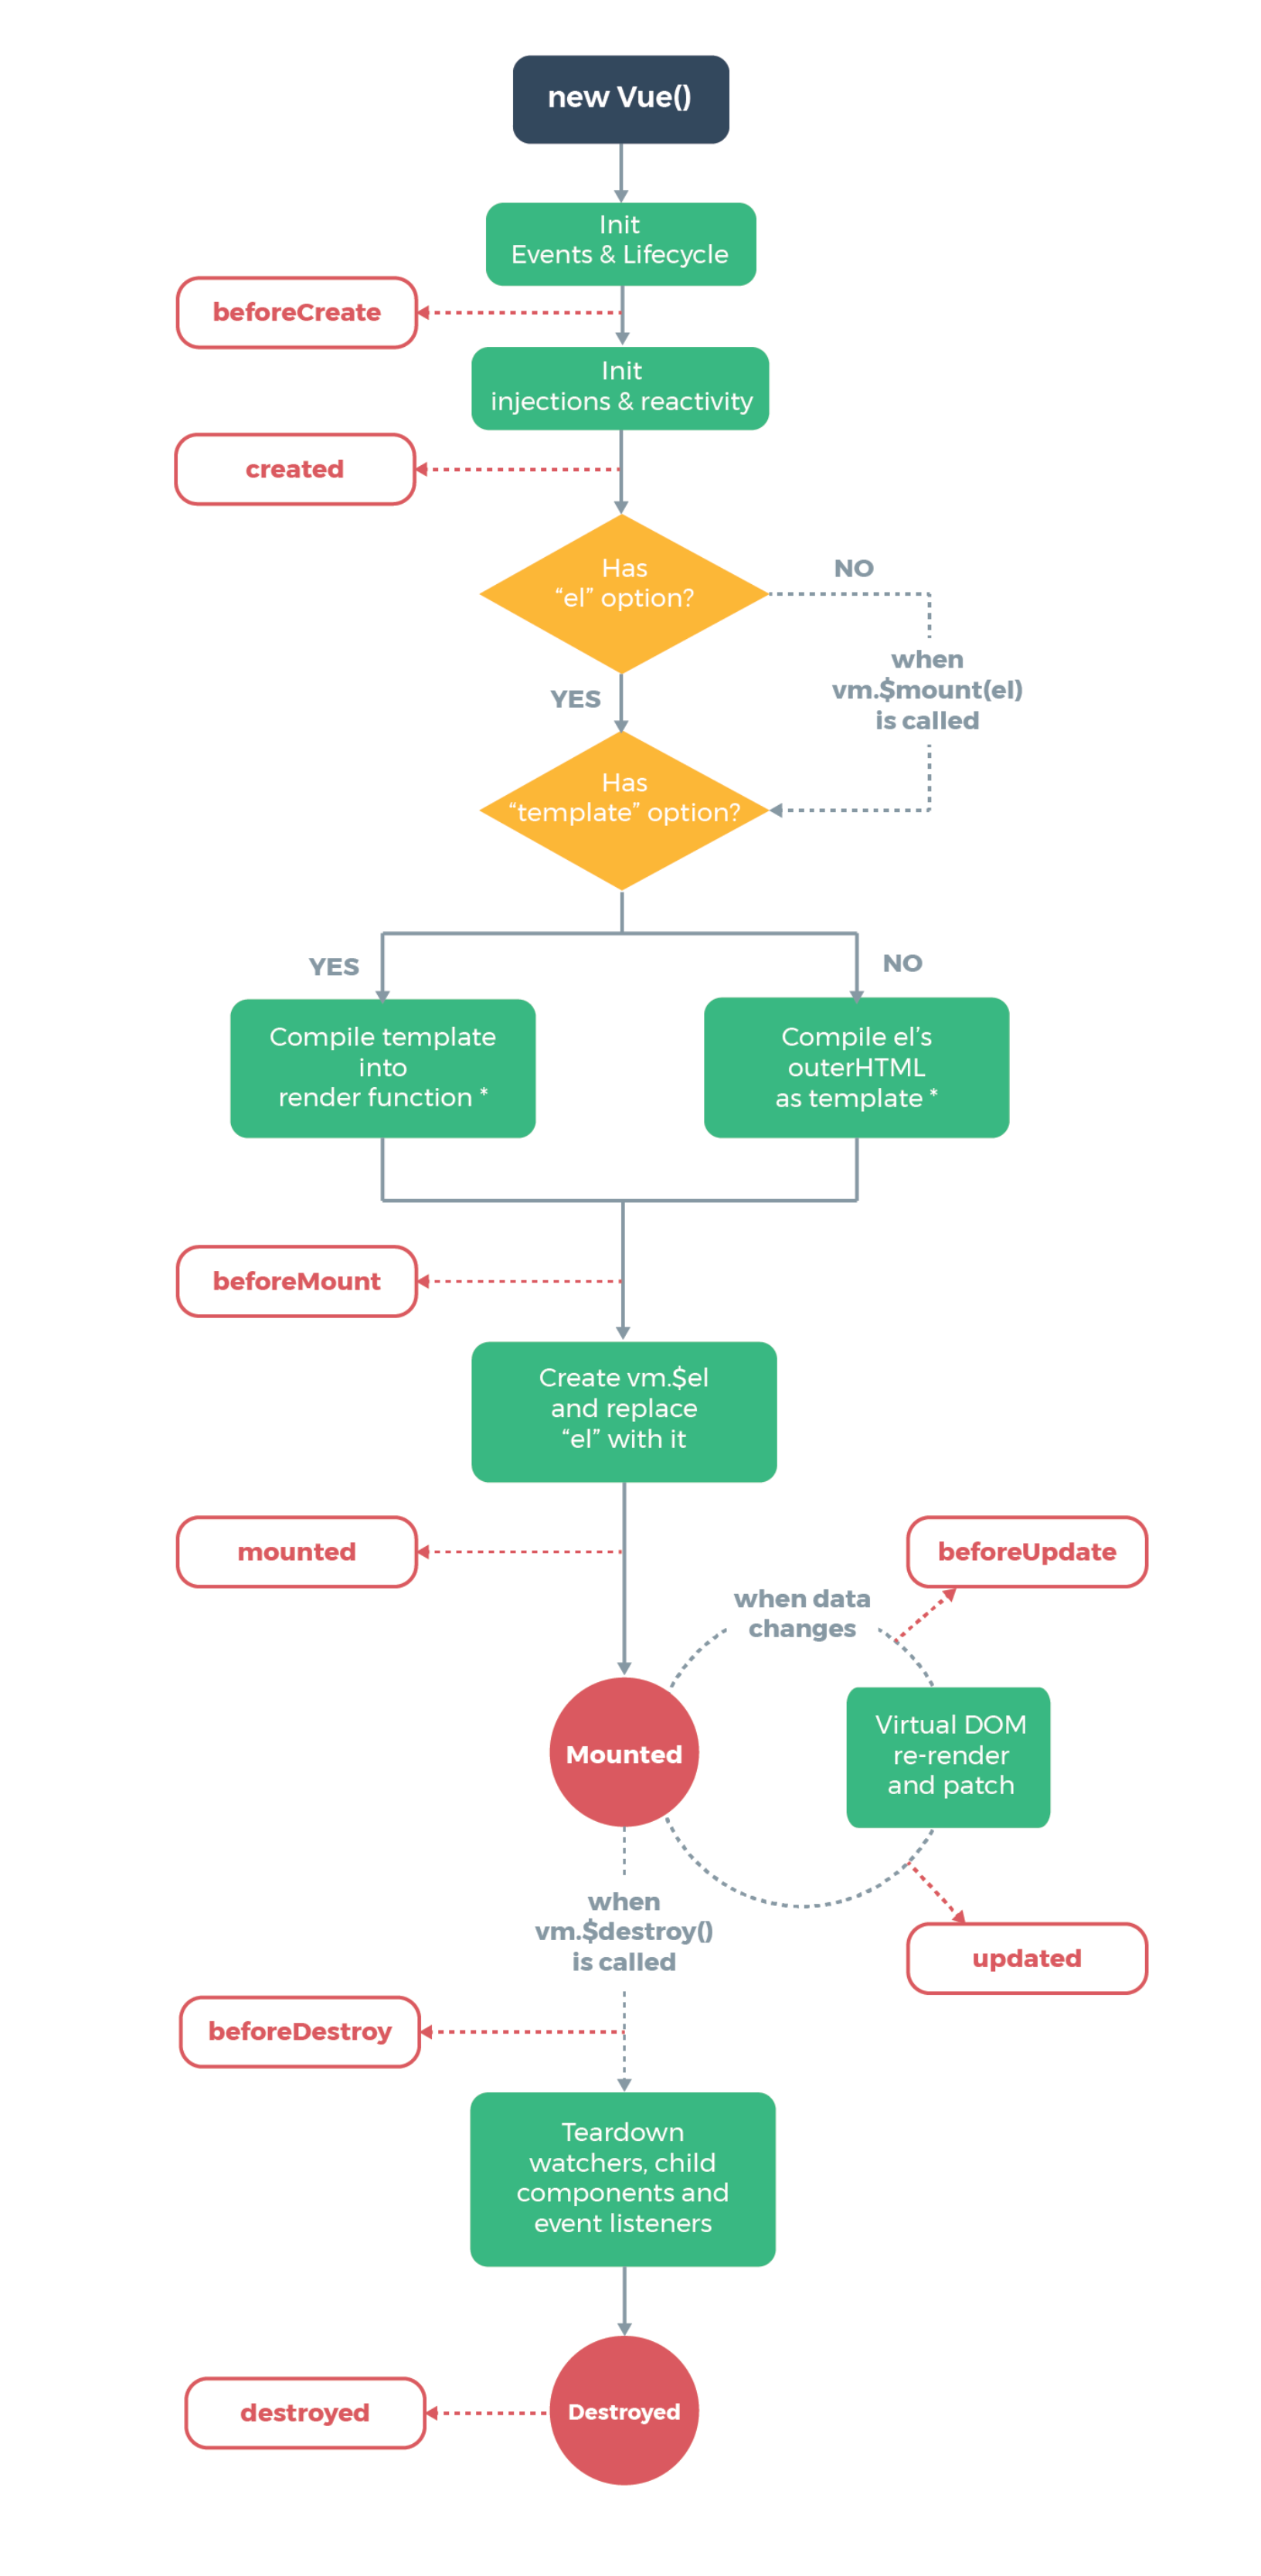 new Vue()
Init
Events & Lifecycle
beforeCreate
Init
injections & reactivity
created
Has
“el” option?
NO
when
vm.$mount(el)
is called
YES
Has
“template” option?
YES
NO
Compile template
into
render function *
Compile el’s
outerHTML
as template *
beforeMount
Create vm.$el
and replace
“el” with it
mounted
beforeUpdate
when data
changes
Mounted
Virtual DOM
re-render
and patch
when
vm.$destroy()
is called
updated
beforeDestroy
Teardown
watchers, child
components and
event listeners
destroyed
Destroyed